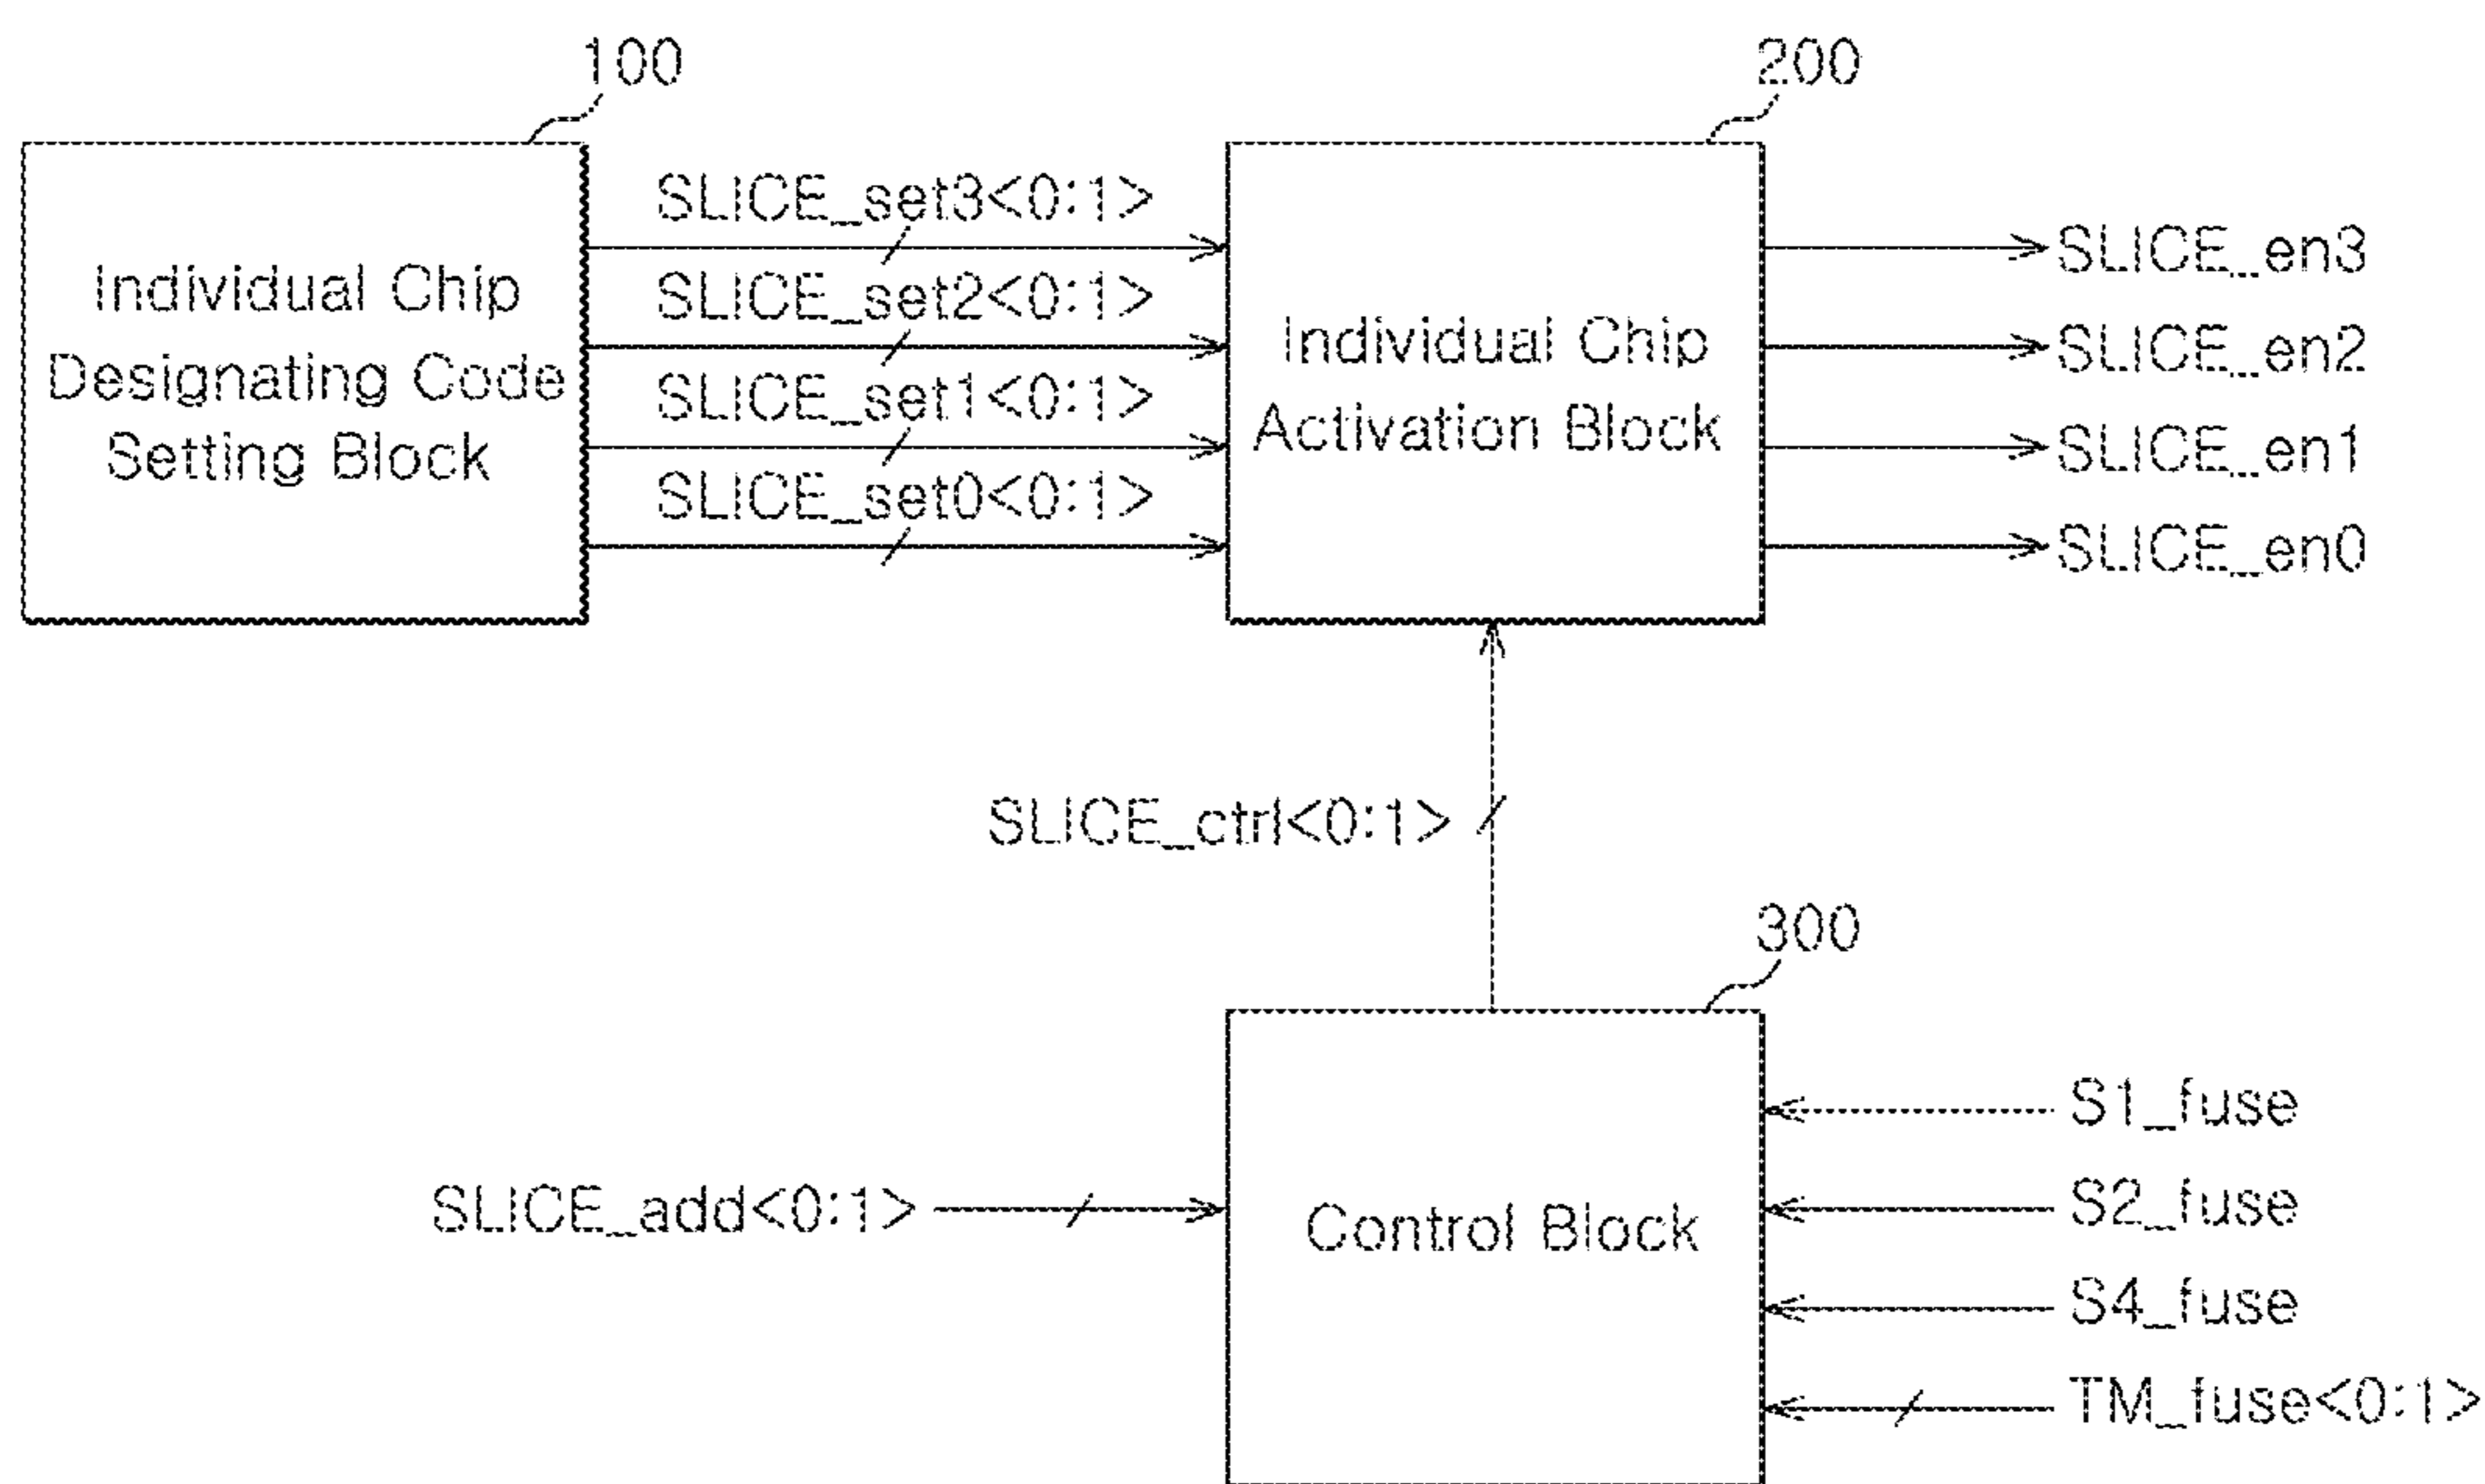 100
200
Individual Chip
Designating Code
Setting Block
SLICE_set3<0:1>
SLICE_set2<0:1>
SLICE_set1<0:1>
SLICE_set0<0:1>
Individual Chip
Activation Block
SLICE_en3
SLICE_en2
SLICE_en1
SLICE_en0
SLICE_ctrl<0:1>
300
SLICE_add<0:1>
Control Block
S1_fuse
S2_fuse
S4_fuse
TM_fuse<0:1>